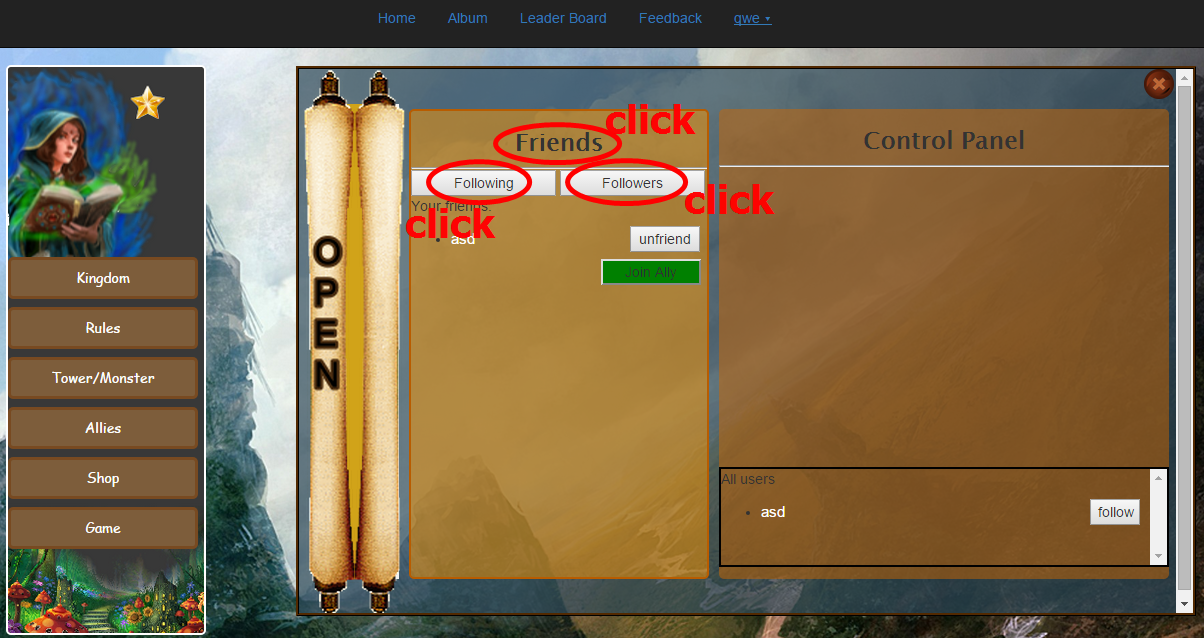 Home Album Leader Board Feedback qwe
Kingdom
Rules
Tower/Monster
Allies
Shop
Game
OPEN
Friends
click
Following
Followers
click
click
Your friends:
asd
unfriend
Join Ally
Control Panel
All users
asd
follow